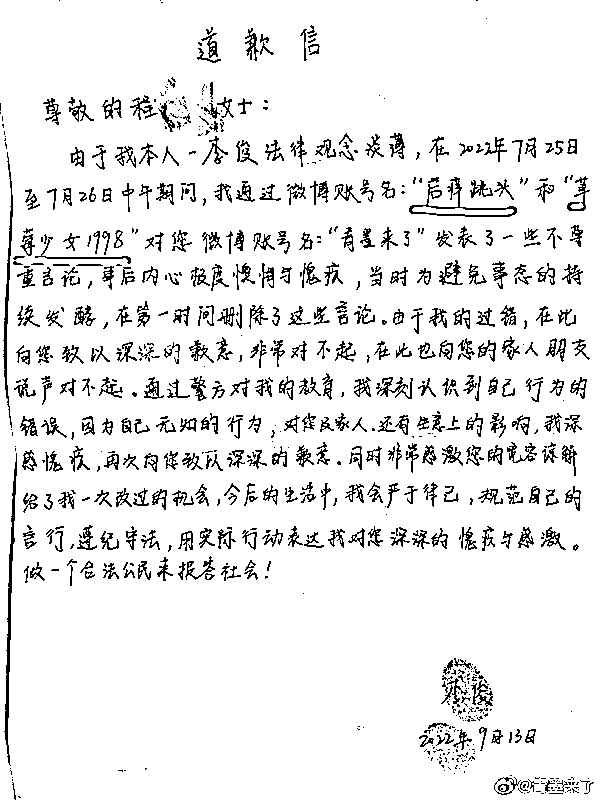 道歉信
尊敬的程 女士：
由于我本人-李俊法律观念淡薄，在2022年7月25日
至7月26日中午期间，我通过微博账号名："后痒跳头"和"草
莓少女1998"对您微博账号名："青墨来了"发表了一些不尊
重言论，事后内心极度懊悔与愧疚，当时为避免事态的持
续发酵，在第一时间删除了这些言论。由于我的过错，在此
向您致以深深的歉意，非常对不起，在此也向您的家人朋友
说声对不起。通过警方对我的教育，我深刻认识到自己行为的
错误，因为自己无知的行为，对您及家人.还有生意上的影响，我深
感愧疚，再次向您致以深深的歉意。同时非常感激您的宽容谅解
给了我一次改过的机会，今后的生活中，我会严于律己，规范自己的
言行，遵纪守法，用实际行动表达我对您深深的愧疚与感激。
做一个合法公民来报答社会！
李俊
2022年9月13日
@青墨来了